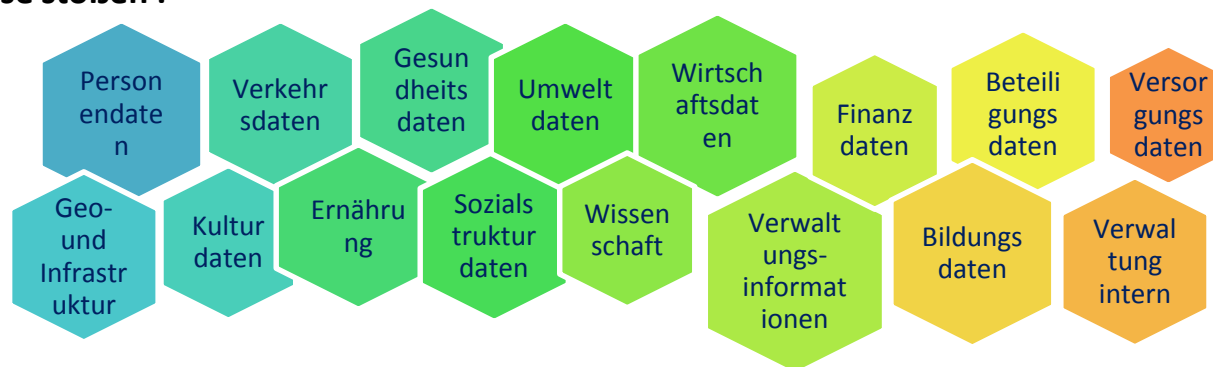 se stoßen :
Person
endate
n
Verkehr
sdaten
Gesun
dheits
daten
Umwelt
daten
Wirtsch
aftsdat
en
Finanz
daten
Beteili
gungs
daten
Versor
gungs
daten
Geo-
und
Infrastr
uktur
Kultur
daten
Ernähru
ng
Sozials
truktur
daten
Wissen
schaft
Verwalt
ungs-
informat
ionen
Bildungs
daten
Verwal
tung
intern